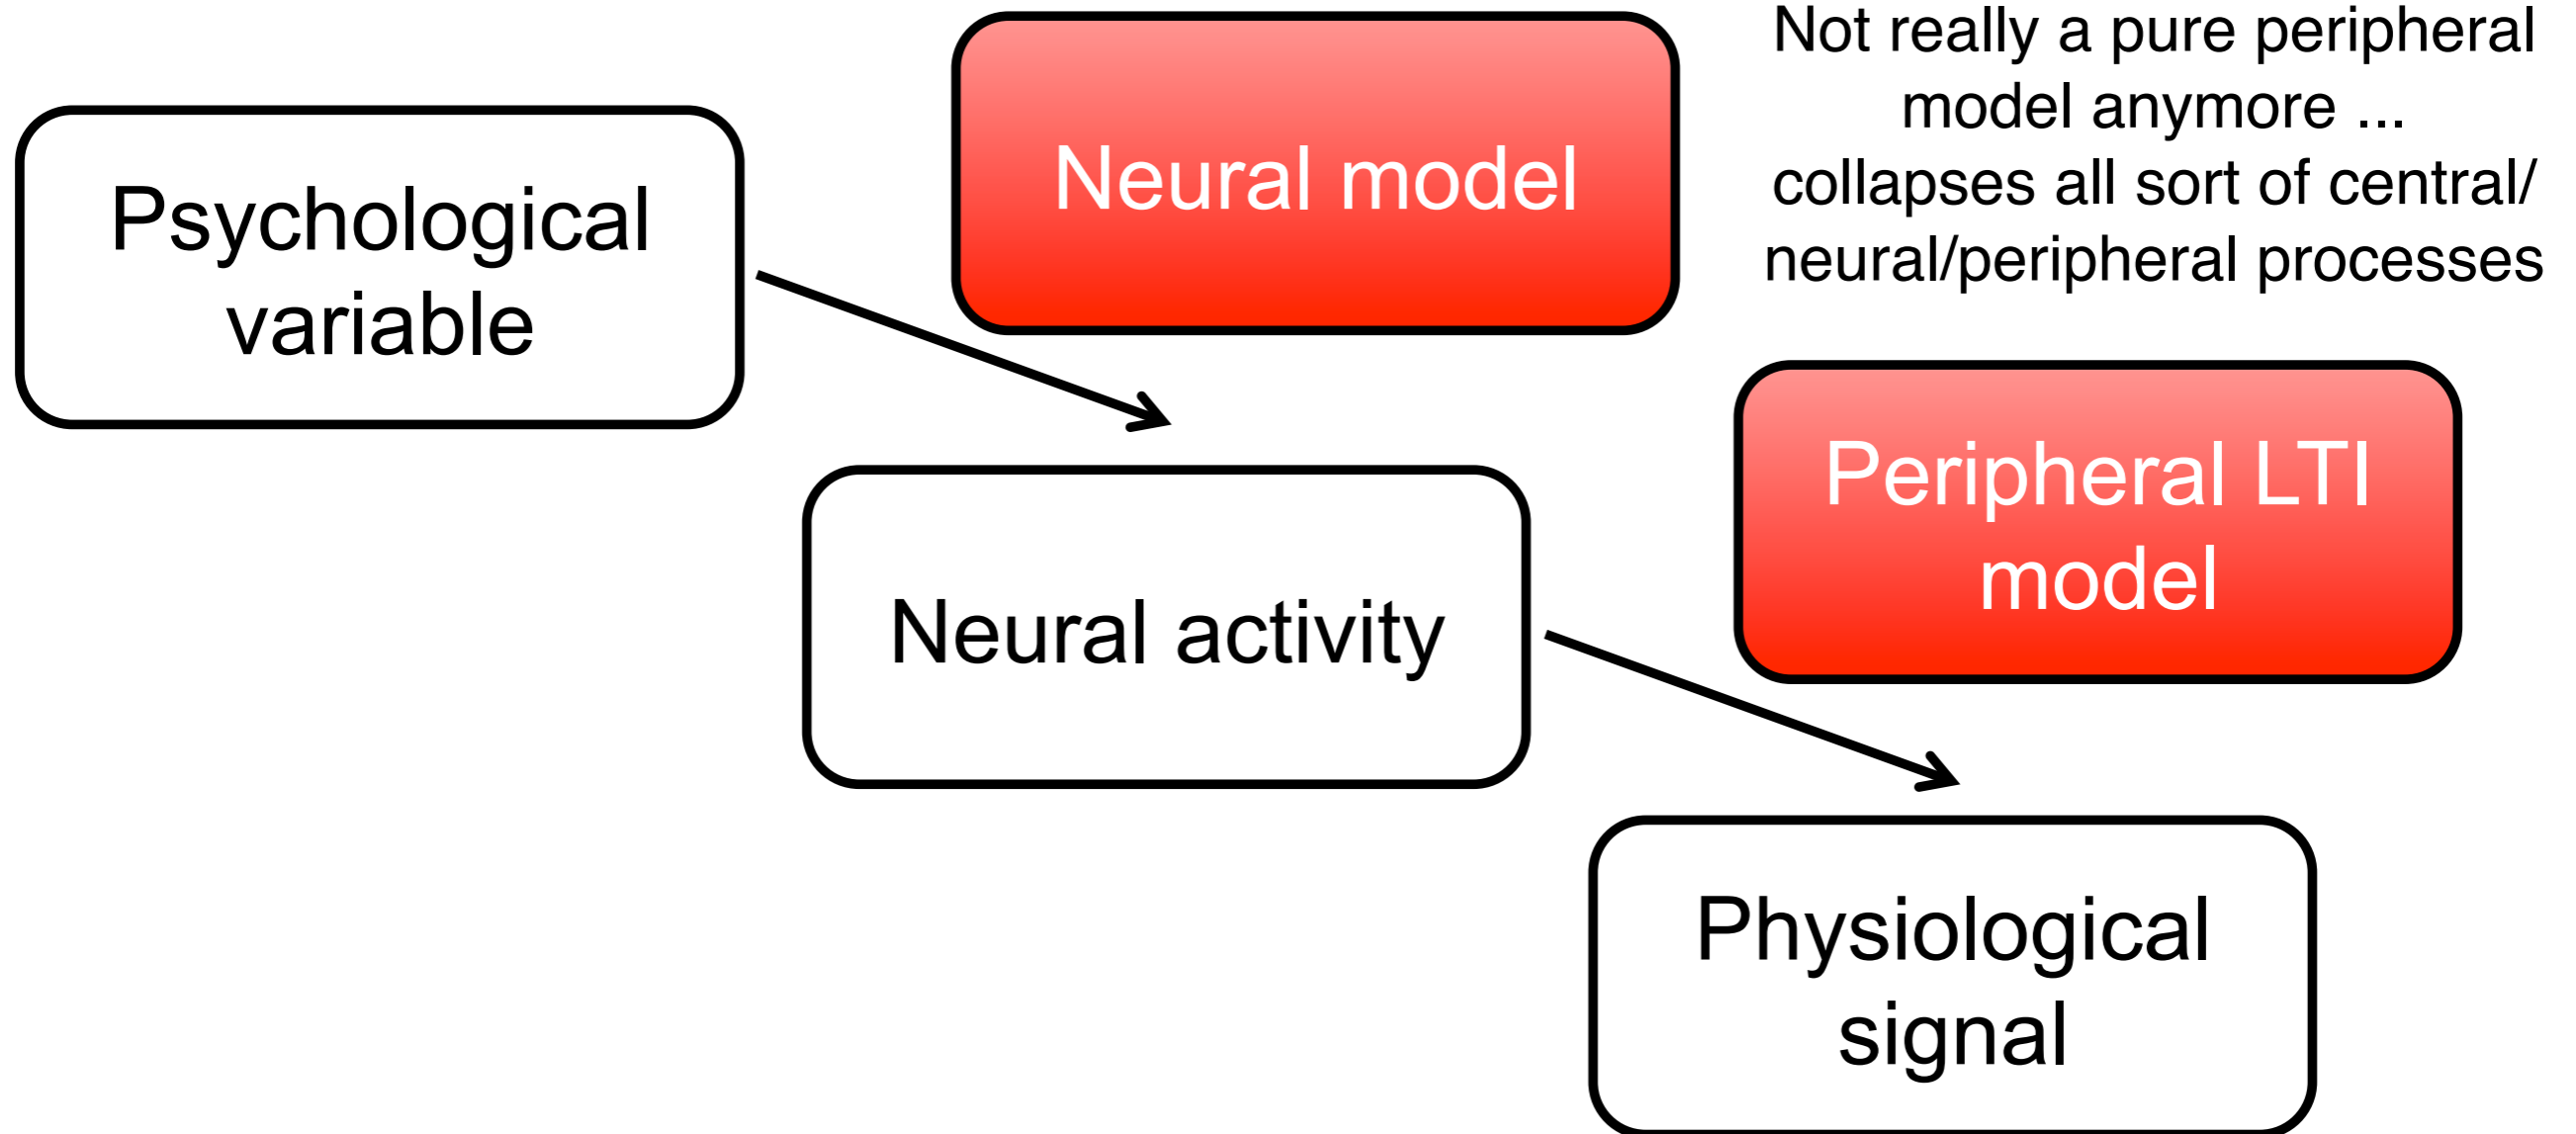 Psychological
variable
Neural model
Not really a pure peripheral
model anymore ...
collapses all sort of central/
neural/peripheral processes
Neural activity
Peripheral LTI
model
Physiological
signal